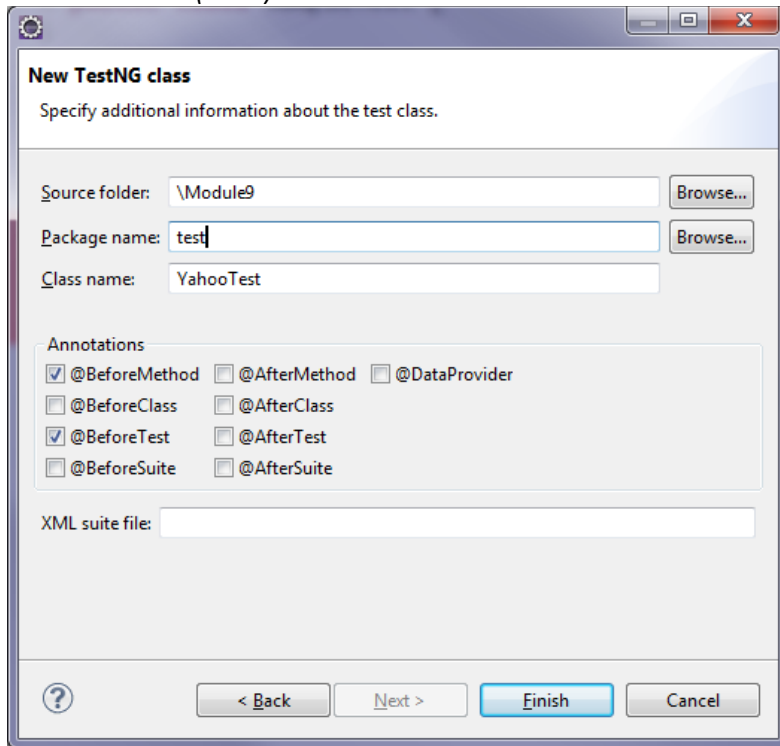 New TestNG class
Specify additional information about the test class.
Source folder: \Module9 Browse...
Package name: test Browse...
Class name: YahooTest
Annotations
@BeforeMethod @AfterMethod @DataProvider
@BeforeClass @AfterClass
@BeforeTest @AfterTest
@BeforeSuite @AfterSuite
XML suite file:
? < Back Next > Finish Cancel